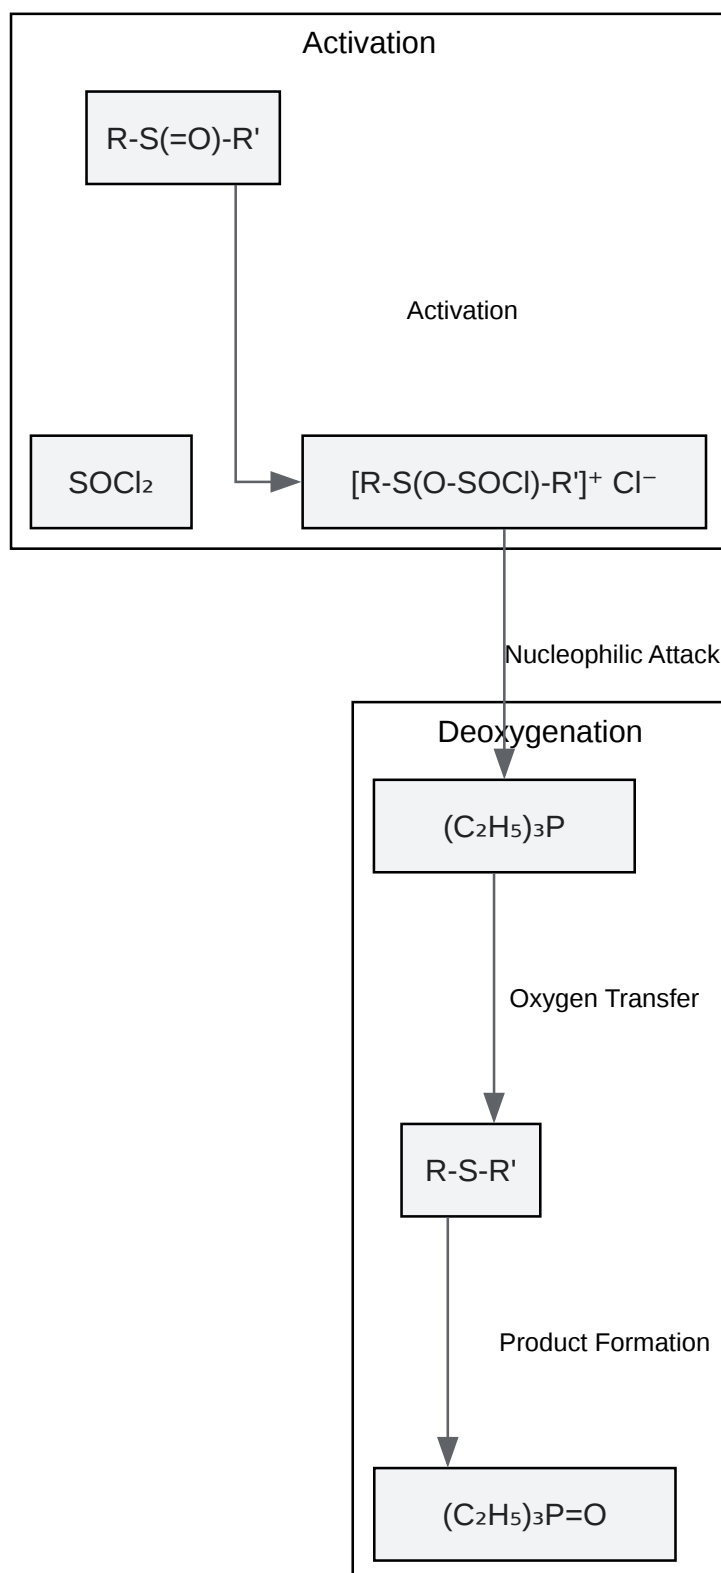 Activation
R-S(=O)-R'
Activation
SOCl₂
[R-S(O-SOCl)-R']⁺ Cl⁻
Nucleophilic Attack
Deoxygenation
(C₂H₅)₃P
Oxygen Transfer
R-S-R'
Product Formation
(C₂H₅)₃P=O